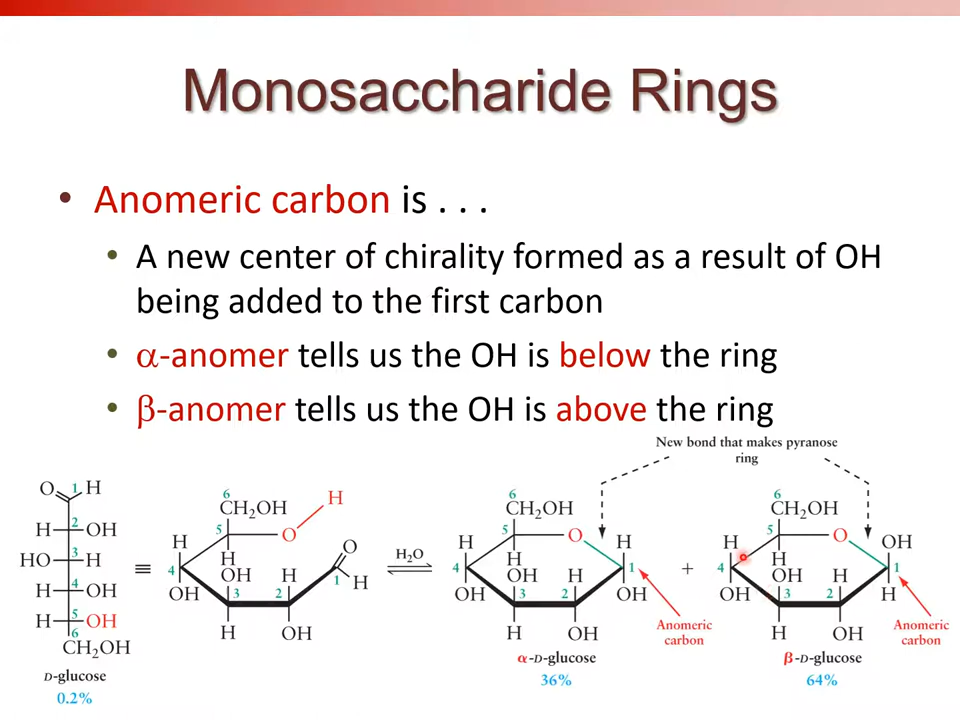 Monosaccharide Rings
• Anomeric carbon is . . .
• A new center of chirality formed as a result of OH
being added to the first carbon
• α-anomer tells us the OH is below the ring
• β-anomer tells us the OH is above the ring
New bond that makes pyranose
ring
O 1 H
H 2 OH
HO 3 H
H 4 OH
H 5 OH
6
CH2OH
D-glucose
0.2%
≡
6
CH2OH H
5 O
H H O
4 OH H 1 H
OH 3 2
H OH
H2O
6
CH2OH
5 O
H H H
4 OH H 1
OH 3 2 OH
H OH
Anomeric
carbon
α-D-glucose
36%
+
6
CH2OH
5 O
H H OH
4 OH H 1
OH 3 2 H
H OH
Anomeric
carbon
β-D-glucose
64%